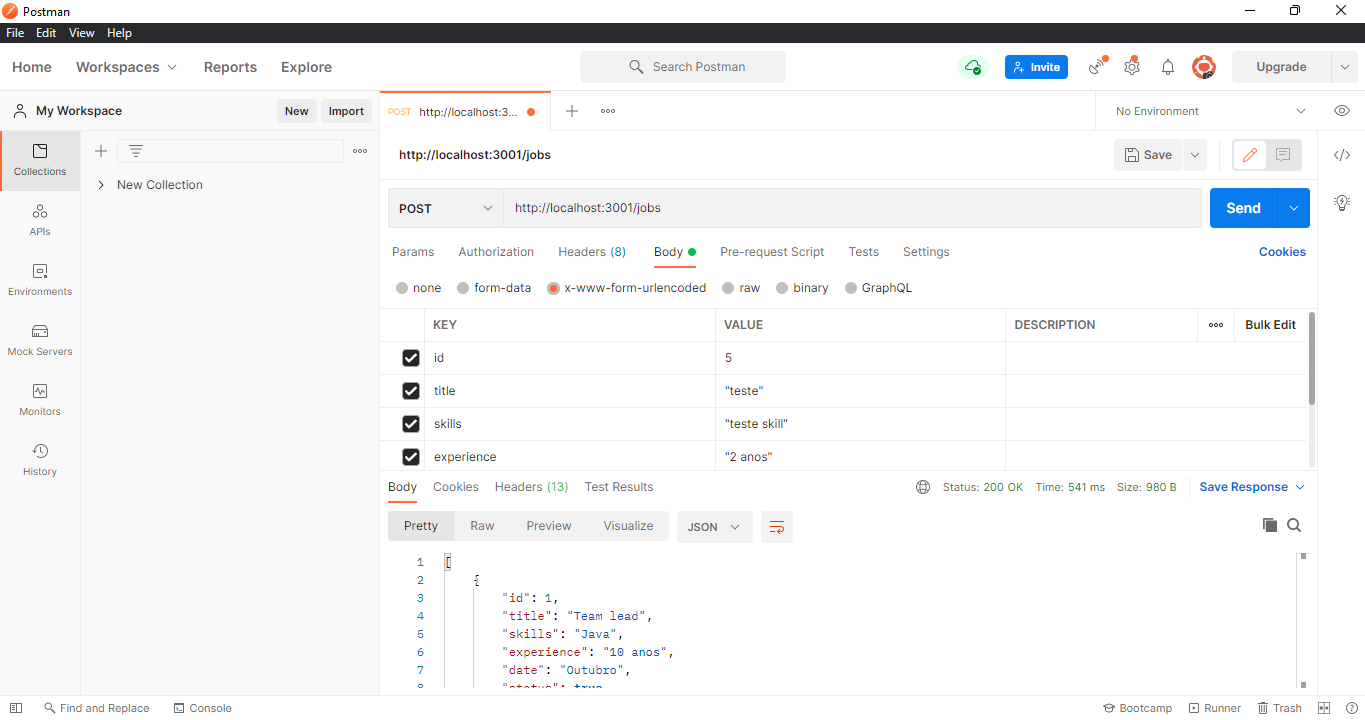 Postman
File Edit View Help
Home Workspaces Reports Explore Search Postman Invite Upgrade
My Workspace New Import POST http://localhost:3... No Environment
Collections
APIs
Environments
Mock Servers
Monitors
History
New Collection
http://localhost:3001/jobs Save
POST http://localhost:3001/jobs Send
Params Authorization Headers (8) Body Pre-request Script Tests Settings Cookies
none form-data x-www-form-urlencoded raw binary GraphQL
KEY VALUE DESCRIPTION Bulk Edit
id 5
title "teste"
skills "teste skill"
experience "2 anos"
Body Cookies Headers (13) Test Results Status: 200 OK Time: 541 ms Size: 980 B Save Response
Pretty Raw Preview Visualize JSON
1 [
2 {
3 "id": 1,
4 "title": "Team lead",
5 "skills": "Java",
6 "experience": "10 anos",
7 "date": "Outubro",
8 "status": true
Find and Replace Console Bootcamp Runner Trash